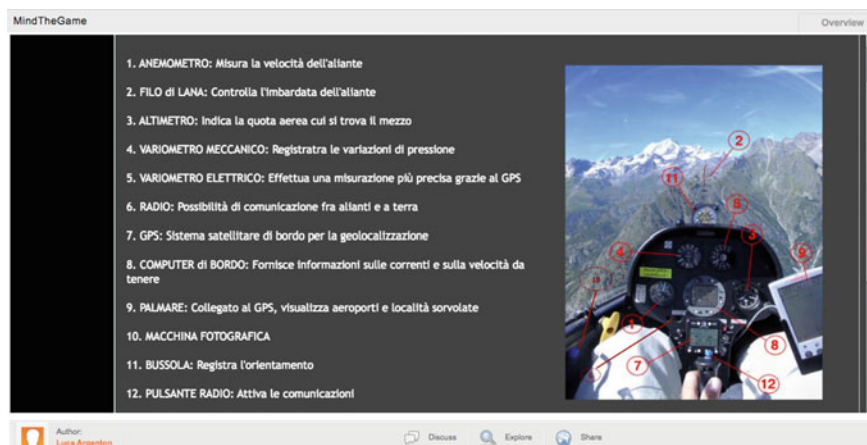 MindTheGame
Overview
1. ANEMOMETRO: Misura la velocità dell'aliante
2. FILO di LANA: Controlla l'imbardata dell'aliante
3. ALTIMETRO: Indica la quota aerea cui si trova il mezzo
4. VARIOMETRO MECCANICO: Registratra le variazioni di pressione
5. VARIOMETRO ELETTRICO: Effettua una misurazione più precisa grazie al GPS
6. RADIO: Possibilità di comunicazione fra alianti e a terra
7. GPS: Sistema satellitare di bordo per la geolocalizzazione
8. COMPUTER di BORDO: Fornisce informazioni sulle correnti e sulla velocità da
tenere
9. PALMARE: Collegato al GPS, visualizza aeroporti e località sorvolate
10. MACCHINA FOTOGRAFICA
11. BUSSOLA: Registra l'orientamento
12. PULSANTE RADIO: Attiva le comunicazioni
2
11
5
4
3
9
1
8
7
12
Author:
Luca Argenton
Discuss
Explore
Share